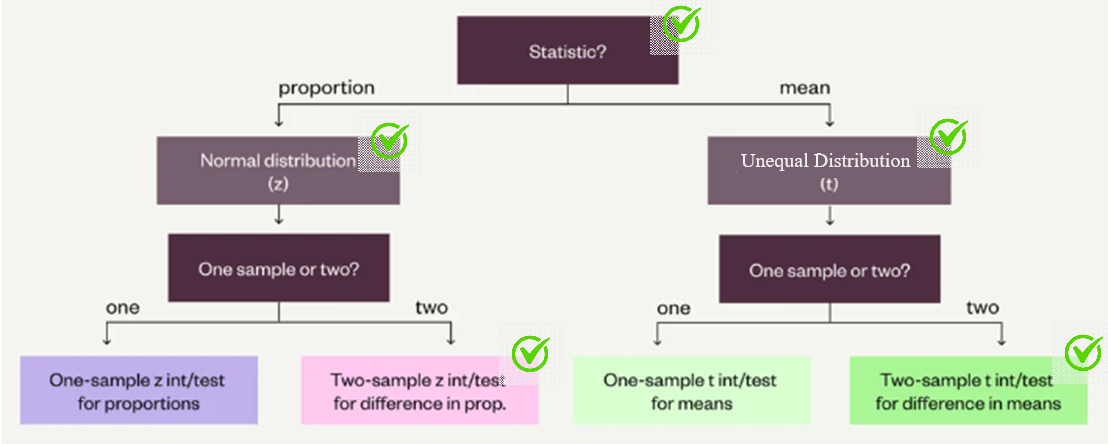 Statistic?
proportion
mean
Normal distribution
(z)
Unequal Distribution
(t)
One sample or two?
One sample or two?
one
two
one
two
One-sample z int/test
for proportions
Two-sample z int/test
for difference in prop.
One-sample t int/test
for means
Two-sample t int/test
for difference in means